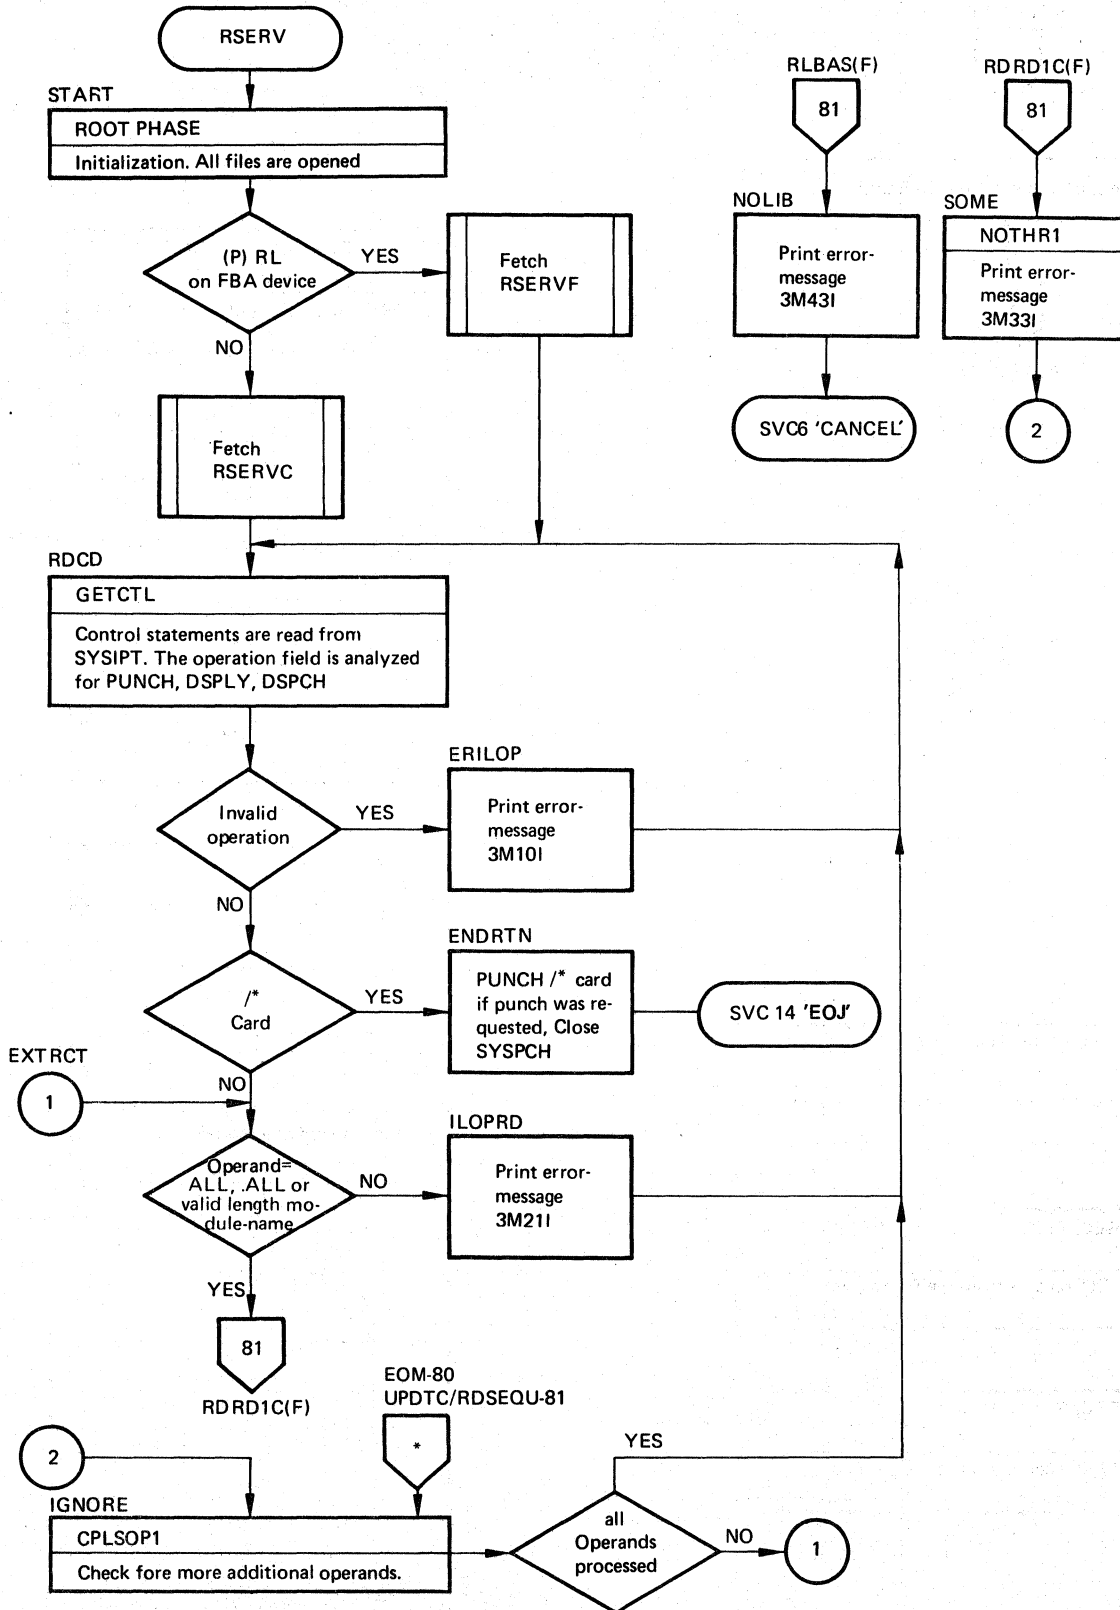 RSERV
START
ROOT PHASE
Initialization. All files are opened
(P) RL
on FBA device
YES
Fetch
RSERVF
NO
Fetch
RSERVC
RLBAS(F)
81
NOLIB
Print error-
message
3M43I
SVC6 'CANCEL'
RDRD1C(F)
81
SOME
NOTHR1
Print error-
message
3M33I
2
RDCD
GETCTL
Control statements are read from
SYSIPT. The operation field is analyzed
for PUNCH, DSPLY, DSPCH
Invalid
operation
YES
ERILOP
Print error-
message
3M10I
NO
/*
Card
YES
ENDRTN
PUNCH /* card
if punch was re-
quested, Close
SYSPCH
SVC 14 'EOJ'
EXTRCT
1
NO
Operand=
ALL, .ALL or
valid length mo-
dule-name
NO
ILOPRD
Print error-
message
3M21I
YES
81
RDRD1C(F)
EOM-80
UPDTC/RDSEQU-81
*
2
IGNORE
CPLSOP1
Check fore more additional operands.
YES
all
Operands
processed
NO
1